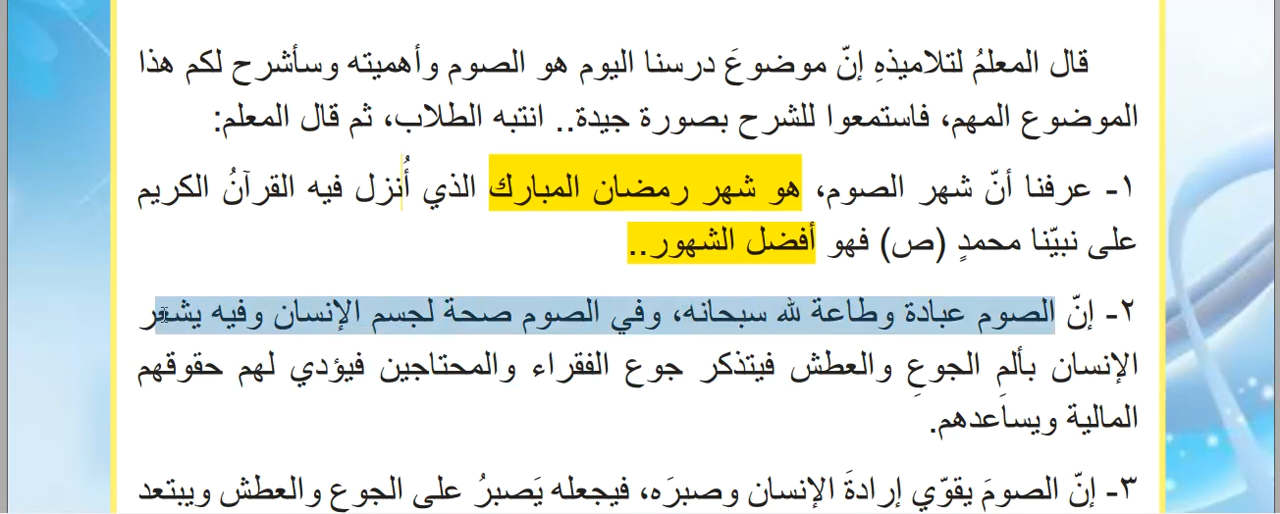 قال المعلمُ لتلاميذهِ إنّ موضوعَ درسنا اليوم هو الصوم وأهميته وسأشرح لكم هذا
الموضوع المهم، فاستمعوا للشرح بصورة جيدة.. انتبه الطلاب، ثم قال المعلم:
١- عرفنا أنّ شهر الصوم، هو شهر رمضان المبارك الذي أُنزل فيه القرآنُ الكريم
على نبيّنا محمدٍ (ص) فهو أفضل الشهور..
٢- إنّ الصوم عبادة وطاعة لله سبحانه، وفي الصوم صحة لجسم الإنسان وفيه يشعر
الإنسان بألمِ الجوعِ والعطش فيتذكر جوع الفقراء والمحتاجين فيؤدي لهم حقوقهم
المالية ويساَعدهم.
٣- إنّ الصومَ يقوّي إرادةَ الإنسان وصبرَه، فيجعله يَصبرُ على الجوع والعطش ويبتعد